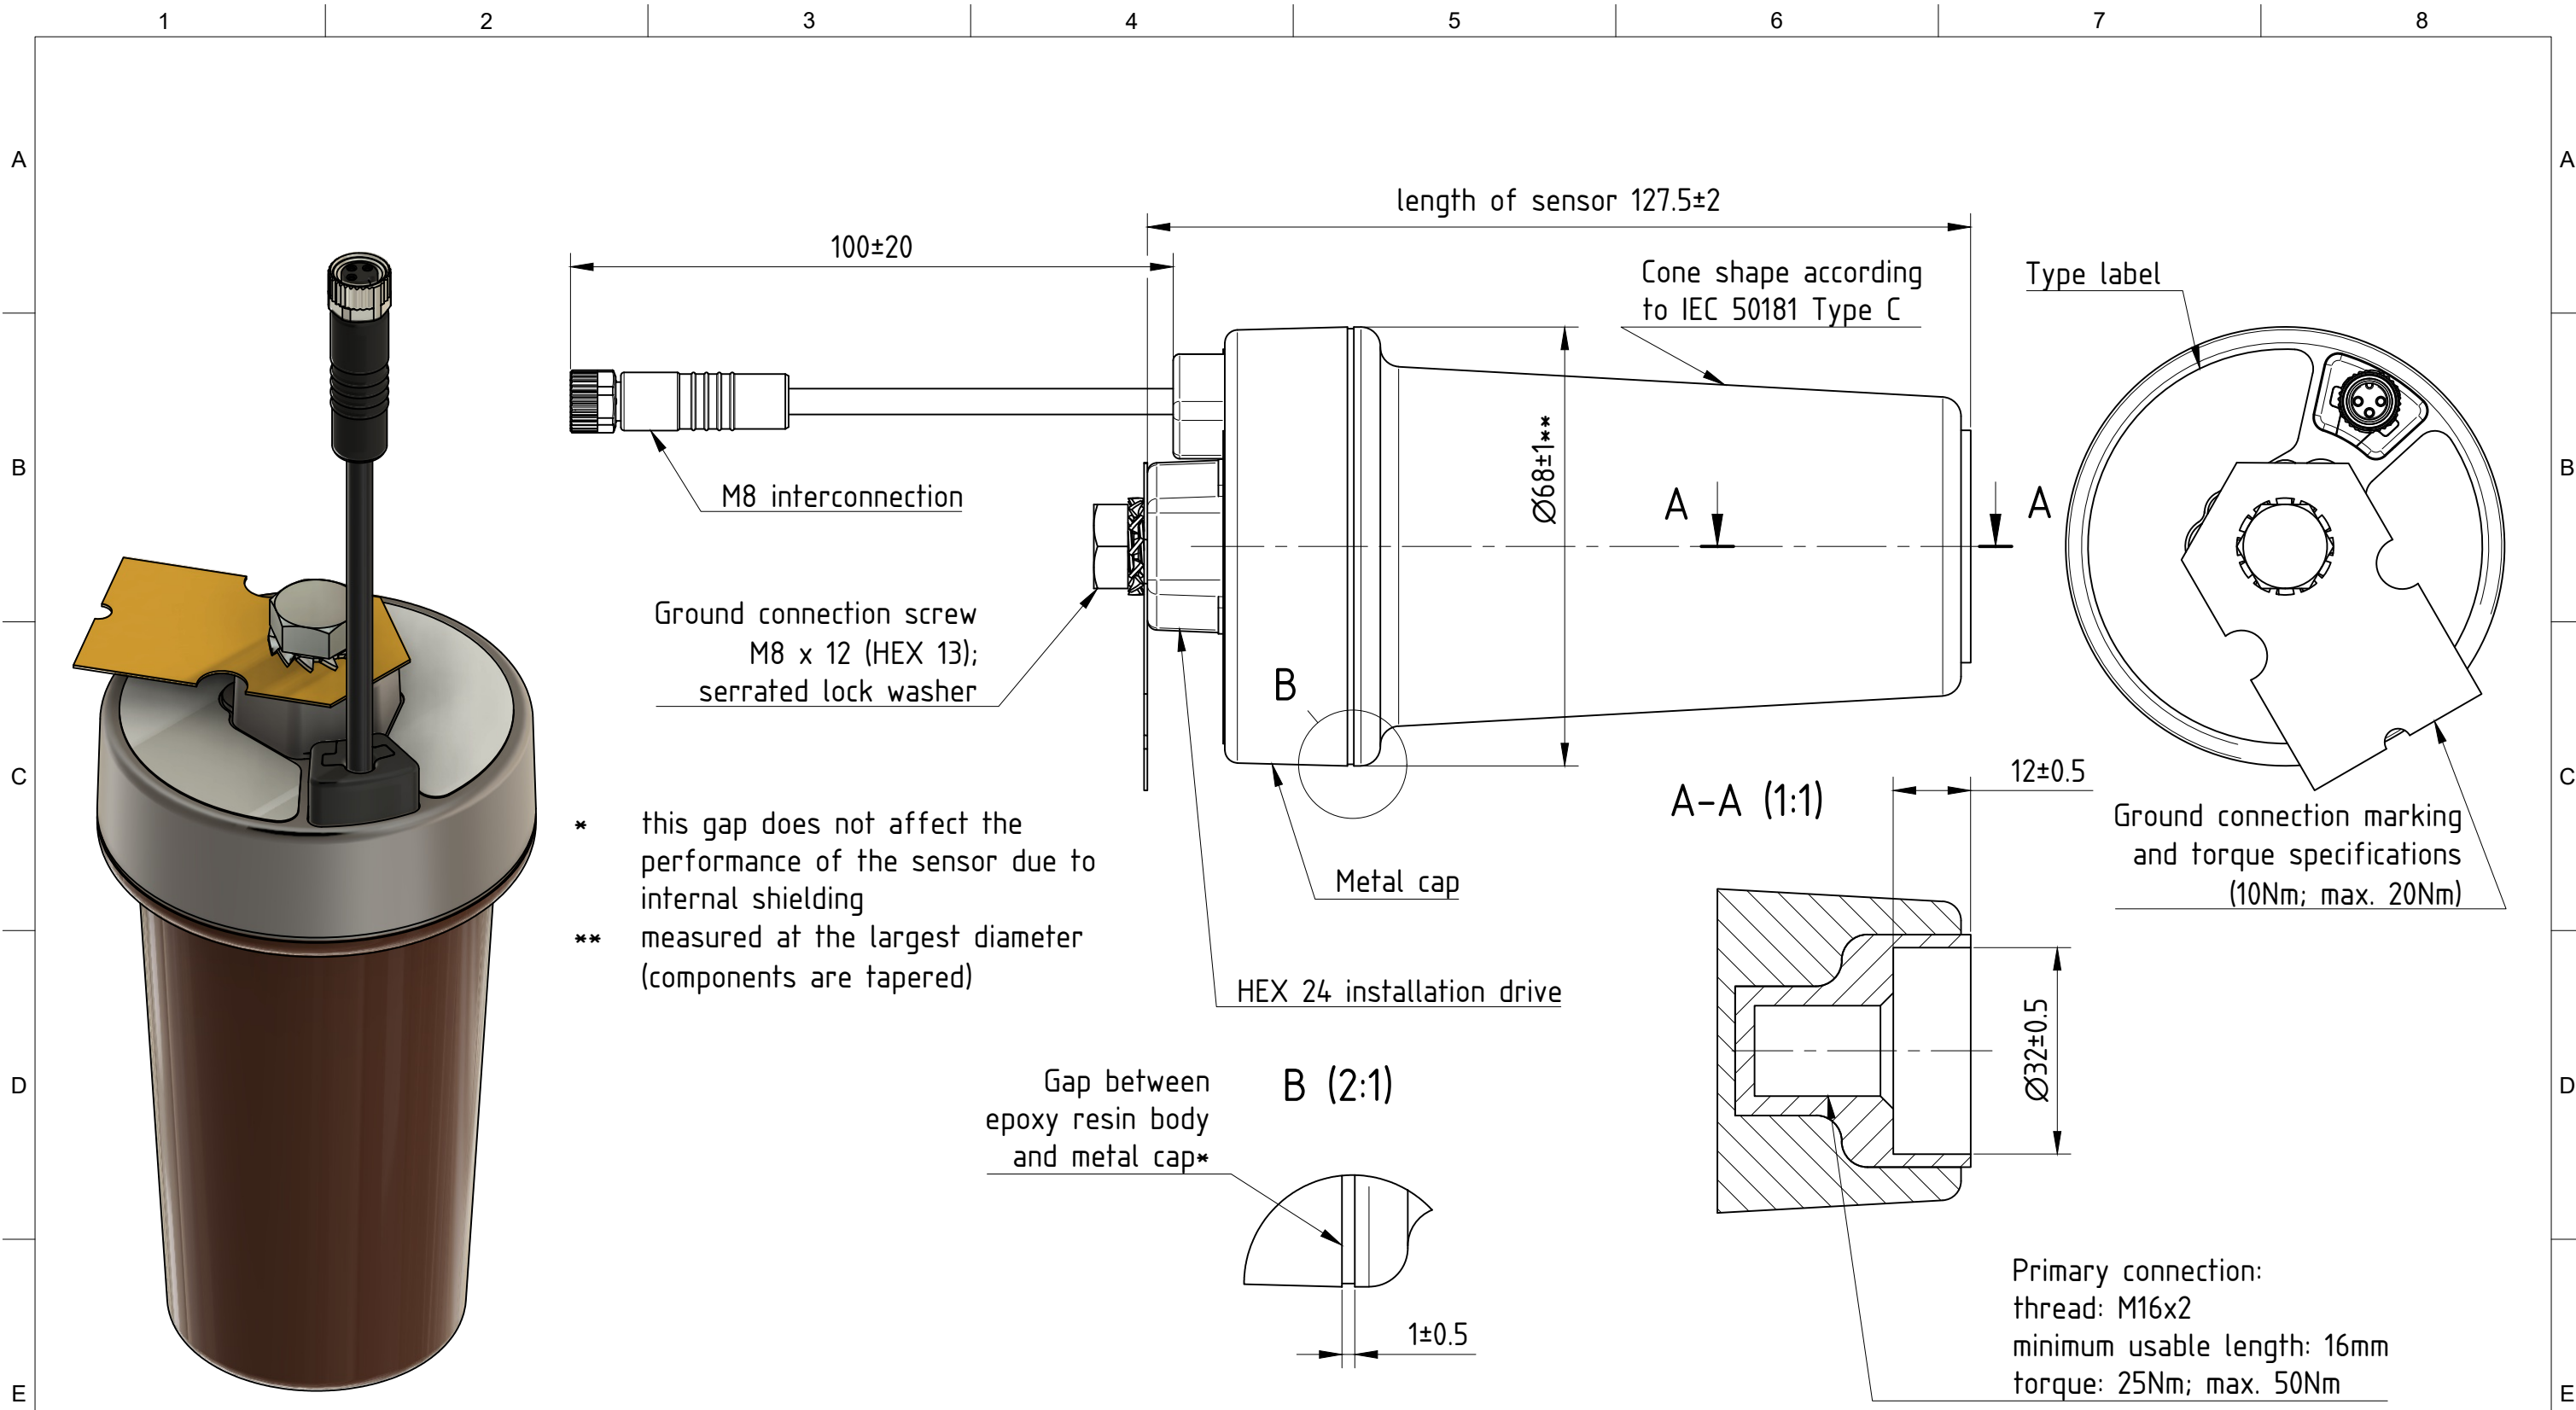 1 2 3 4 5 6 7 8
A A
length of sensor 127.5±2
100±20
Cone shape according
to IEC 50181 Type C
Type label
Ø68±1**
B B
M8 interconnection
A A
Ground connection screw
M8 x 12 (HEX 13);
serrated lock washer
B
C C
12±0.5
A-A (1:1)
Ground connection marking
and torque specifications
(10Nm; max. 20Nm)
* this gap does not affect the
performance of the sensor due to
internal shielding
** measured at the largest diameter
(components are tapered)
Metal cap
HEX 24 installation drive
Ø32±0.5
D D
Gap between
epoxy resin body
and metal cap*
B (2:1)
1±0.5
Primary connection:
thread: M16x2
minimum usable length: 16mm
torque: 25Nm; max. 50Nm
E E